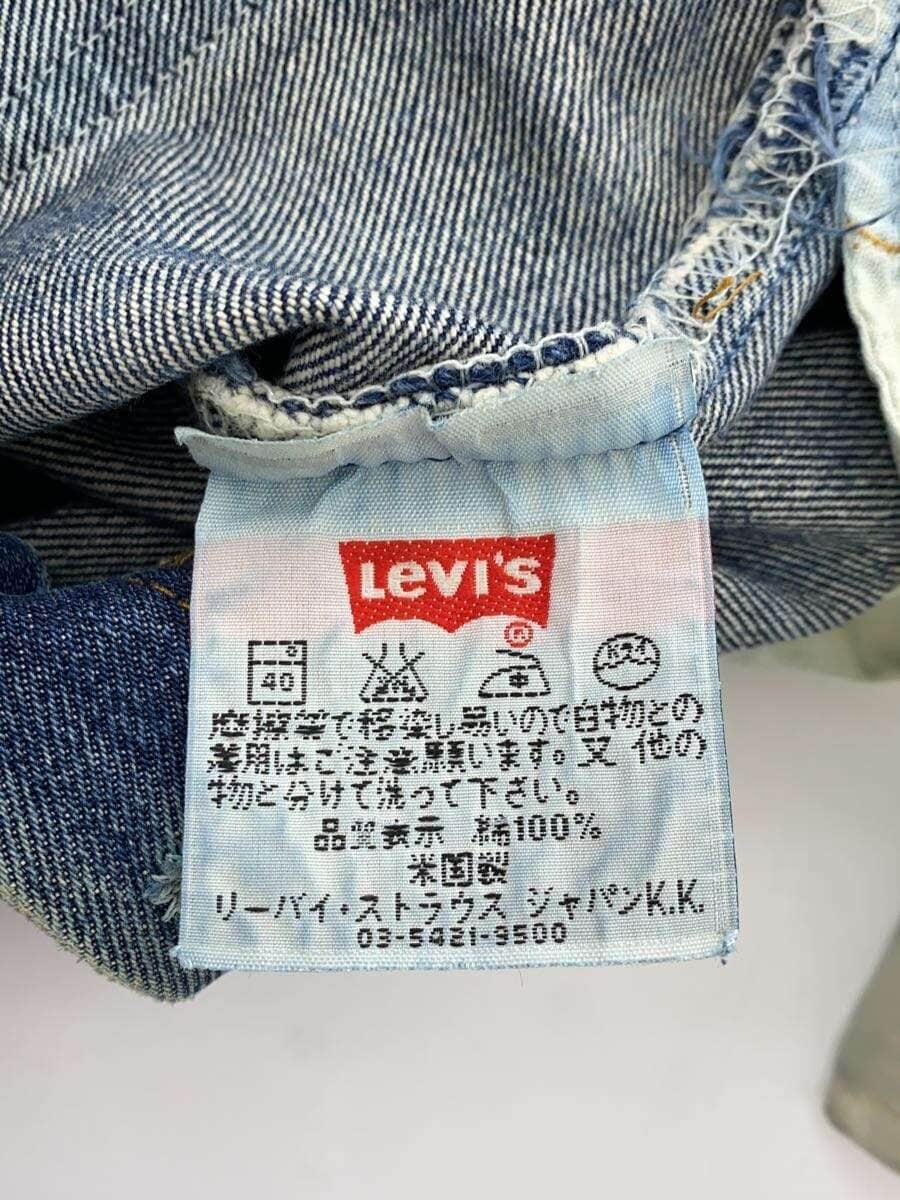 Levi's
®
40
摩擦等で移染し易いので白物との
着用はご注意願います。又 他の
物と分けて洗って下さい。
品質表示 綿100%
米国製
リーバイ・ストラウス ジャパンK.K.
03-5421-3500